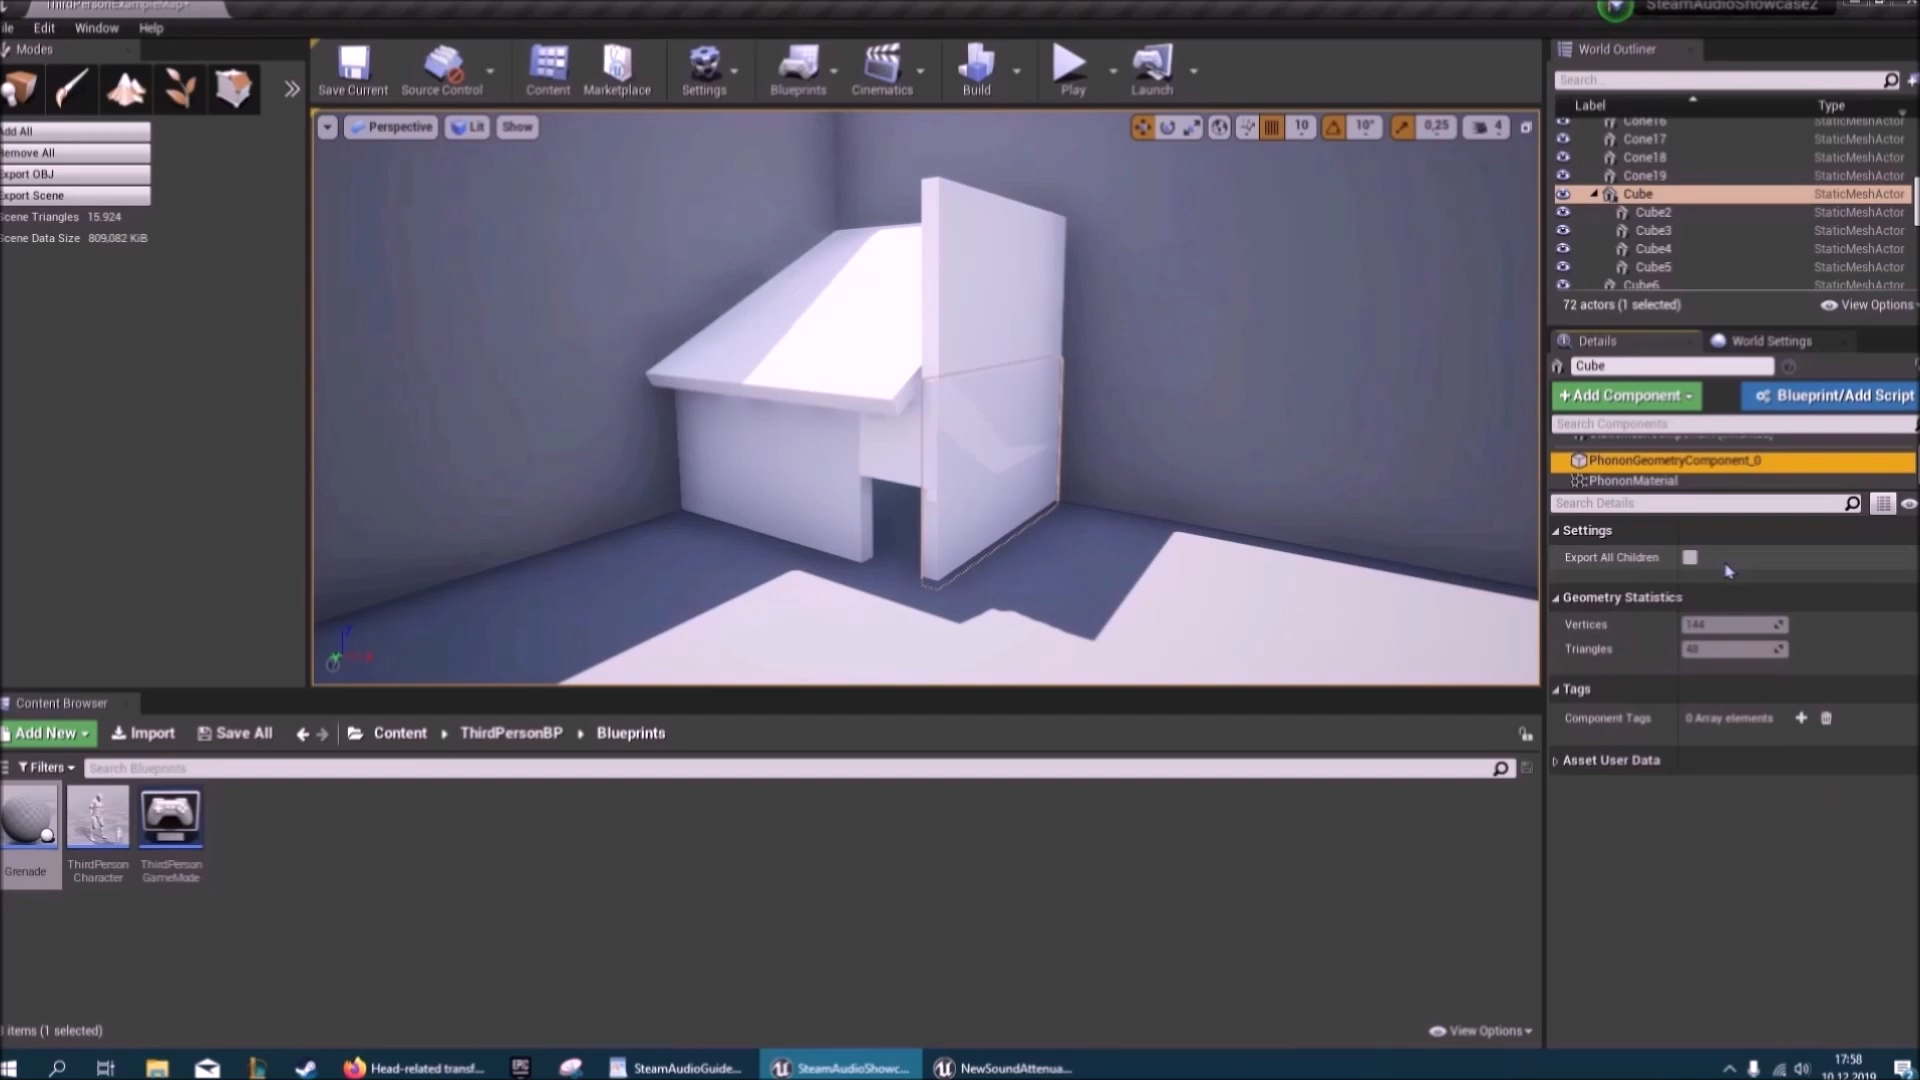 ThirdPersonExampleMap*
SteamAudioShowcase2
ile Edit Window Help
Modes
Add All
Remove All
Export OBJ
Export Scene
Scene Triangles 15.924
Scene Data Size 809,082 KiB
Save Current Source Control Content Marketplace Settings Blueprints Cinematics Build Play Launch
Perspective Lit Show
10 10° 0,25 4
World Outliner
Search...
Label Type
Cone16 StaticMeshActor
Cone17 StaticMeshActor
Cone18 StaticMeshActor
Cone19 StaticMeshActor
Cube StaticMeshActor
Cube2 StaticMeshActor
Cube3 StaticMeshActor
Cube4 StaticMeshActor
Cube5 StaticMeshActor
Cube6 StaticMeshActor
72 actors (1 selected) View Options
Details World Settings
Cube
+Add Component Blueprint/Add Script
Search Components
PhononGeometryComponent_0
PhononMaterial
Search Details
Settings
Export All Children
Geometry Statistics
Vertices 144
Triangles 48
Tags
Component Tags 0 Array elements
Asset User Data
Content Browser
Add New Import Save All Content ThirdPersonBP Blueprints
Filters Search Blueprints
Grenade
ThirdPerson
Character
ThirdPerson
GameMode
items (1 selected) View Options
Head-related transf... EPIC SteamAudioGuide... SteamAudioShowc... NewSoundAttenua...
17:58
10.12.2019